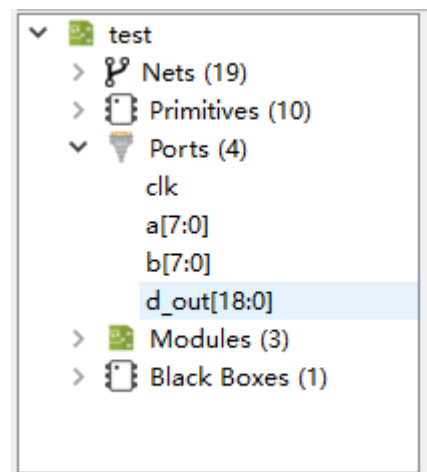 test
Nets (19)
Primitives (10)
Ports (4)
clk
a[7:0]
b[7:0]
d_out[18:0]
Modules (3)
Black Boxes (1)